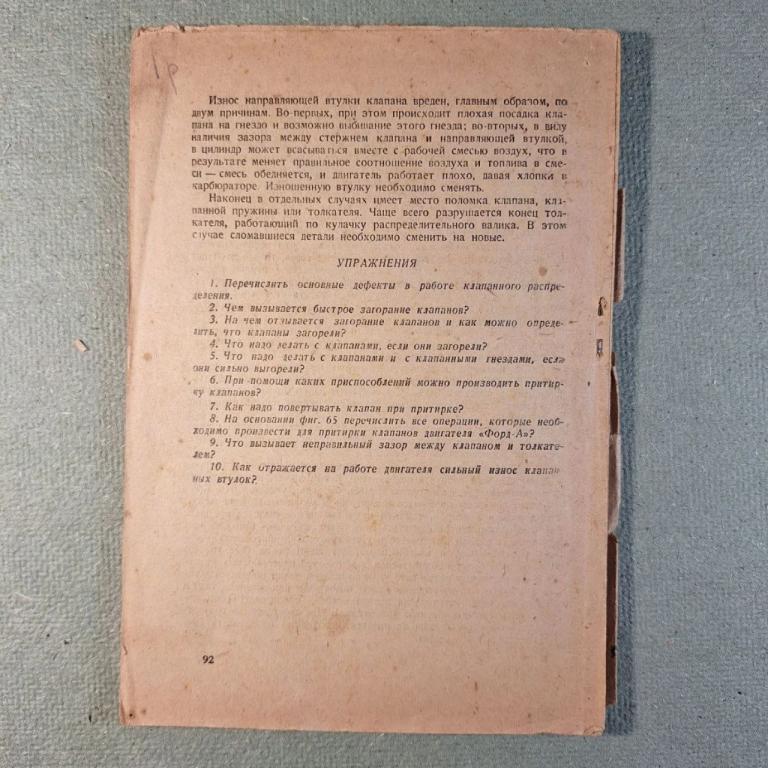 1р
Износ направляющей втулки клапана вреден, главным образом, по
двум причинам. Во-первых, при этом происходит плохая посадка кла-
пана на гнездо и возможно выбивание этого гнезда; во-вторых, в виду
наличия зазора между стержнем клапана и направляющей втулкой,
в цилиндр может всасываться вместе с рабочей смесью воздух, что в
результате меняет правильное соотношение воздуха и топлива в сме-
си — смесь обедняется, и двигатель работает плохо, давая хлопки в
карбюраторе. Изношенную втулку необходимо сменять.
Наконец в отдельных случаях имеет место поломка клапана, кла-
панной пружины или толкателя. Чаще всего разрушается конец тол-
кателя, работающий по кулачку распределительного валика. В этом
случае сломавшиеся детали необходимо сменить на новые.
УПРАЖНЕНИЯ
1. Перечислить основные дефекты в работе клапанного распре-
деления.
2. Чем вызывается быстрое загорание клапанов?
3. На чем отзывается загорание клапанов и как можно опреде-
лить, что клапаны загорели?
4. Что надо делать с клапанами, если они загорели?
5. Что надо делать с клапанами и с клапанными гнездами, если
они сильно выгорели?
6. При помощи каких приспособлений можно производить притир-
ку клапанов?
7. Как надо повертывать клапан при притирке?
8. На основании фиг. 65 перечислить все операции, которые необ-
ходимо произвести для притирки клапанов двигателя «Форд-А»?
9. Что вызывает неправильный зазор между клапаном и толкате-
лем?
10. Как отражается на работе двигателя сильный износ клапан-
ных втулок?
92